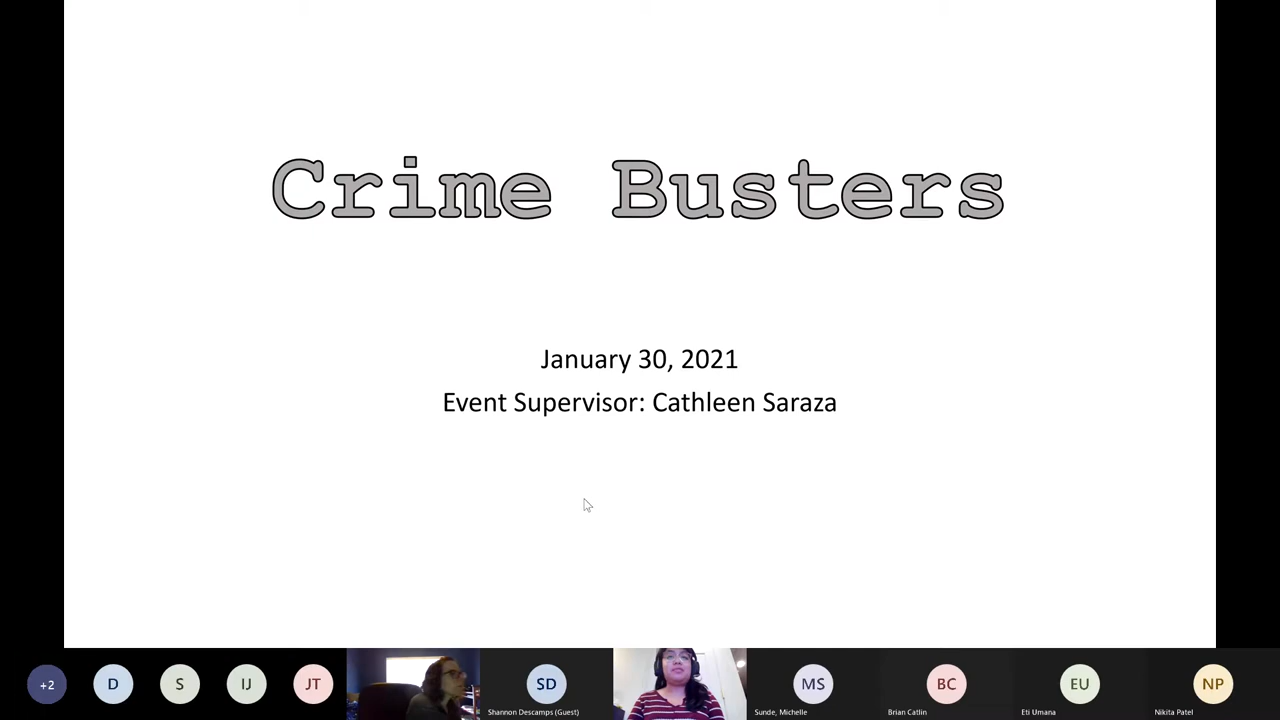 Crime Busters
January 30, 2021
Event Supervisor: Cathleen Saraza
+2
D
S
IJ
JT
SD
Shannon Descamps (Guest)
MS
Sunde, Michelle
BC
Brian Catlin
EU
Eti Umana
NP
Nikita Patel